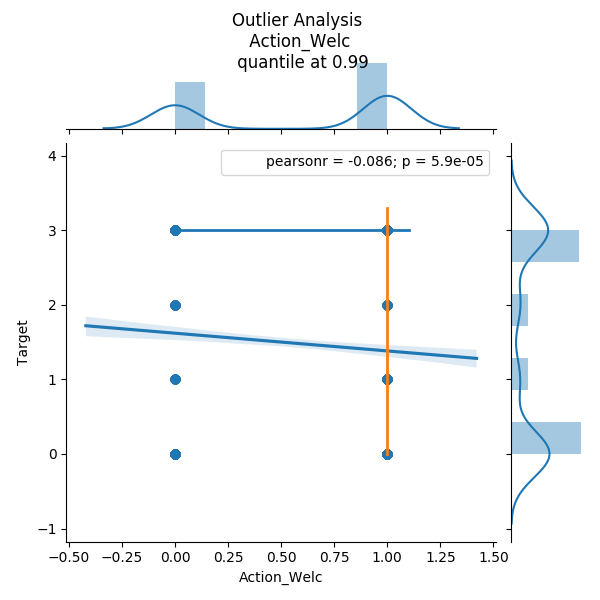 Outlier Analysis
Action_Welc
quantile at 0.99
pearsonr = -0.086; p = 5.9e-05
4
3
2
1
0
−1
Target
−0.50 −0.25 0.00 0.25 0.50 0.75 1.00 1.25 1.50
Action_Welc